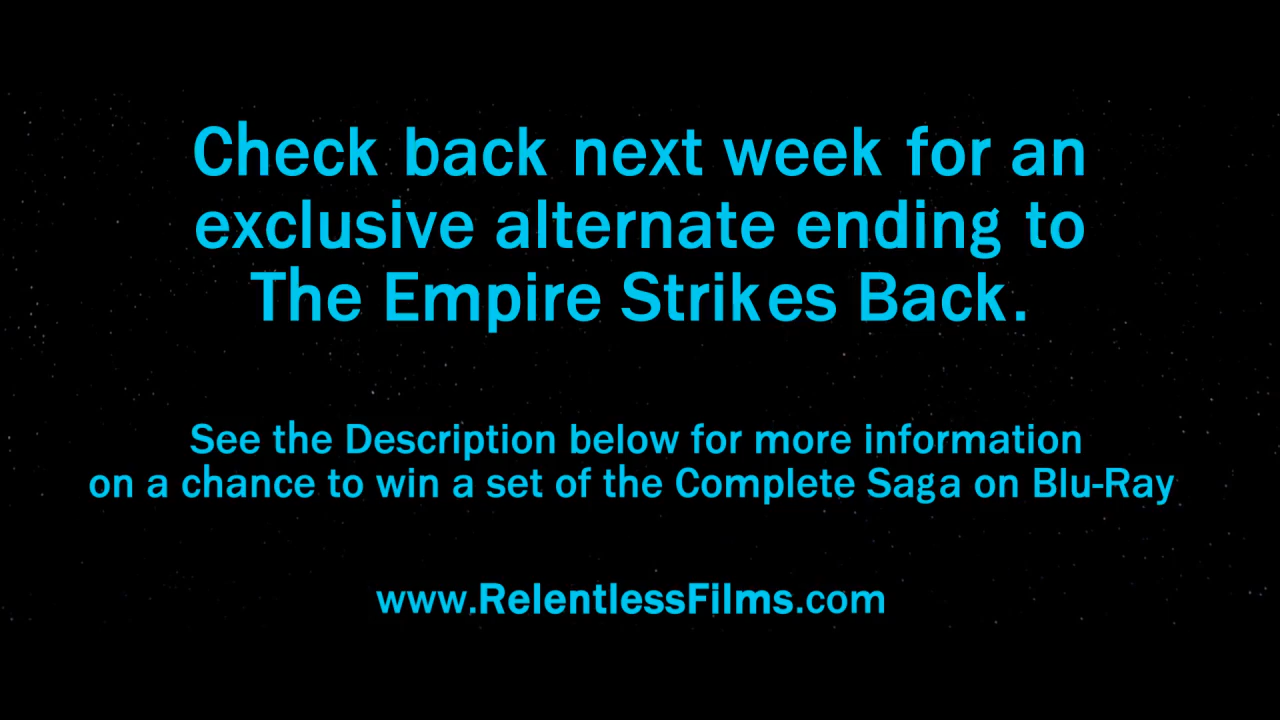 Check back next week for an
exclusive alternate ending to
The Empire Strikes Back.
See the Description below for more information
on a chance to win a set of the Complete Saga on Blu-Ray
www.RelentlessFilms.com